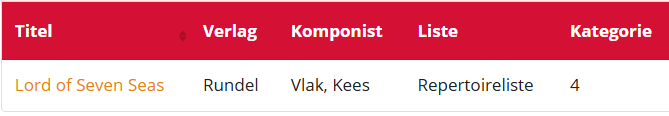 Titel Verlag Komponist Liste Kategorie
Lord of Seven Seas Rundel Vlak, Kees Repertoireliste 4